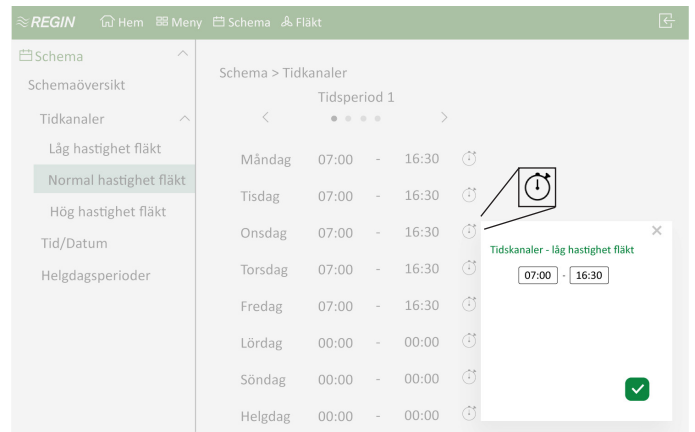 REGIN Hem Meny Schema Fläkt
Schema
Schemaöversikt
Tidkanaler
Låg hastighet fläkt
Normal hastighet fläkt
Hög hastighet fläkt
Tid/Datum
Helgdagsperioder
Schema > Tidkanaler
Tidsperiod 1
< >
Måndag 07:00 - 16:30
Tisdag 07:00 - 16:30
Onsdag 07:00 - 16:30
Torsdag 07:00 - 16:30
Fredag 07:00 - 16:30
Lördag 00:00 - 00:00
Söndag 00:00 - 00:00
Helgdag 00:00 - 00:00
Tidskanaler - låg hastighet fläkt
07:00 - 16:30